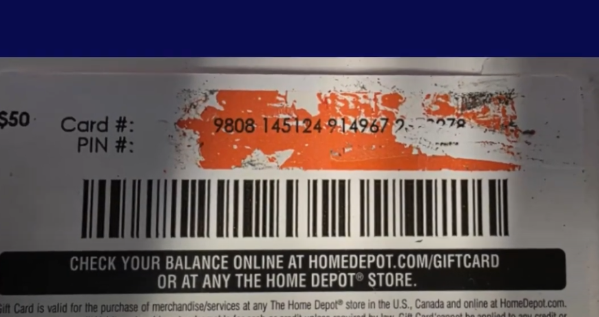 $50
Card #: 9808 145124 914967
PIN #:
CHECK YOUR BALANCE ONLINE AT HOMEDEPOT.COM/GIFTCARD
OR AT ANY THE HOME DEPOT® STORE.
Gift Card is valid for the purchase of merchandise/services at any The Home Depot® store in the U.S., Canada and online at HomeDepot.com.